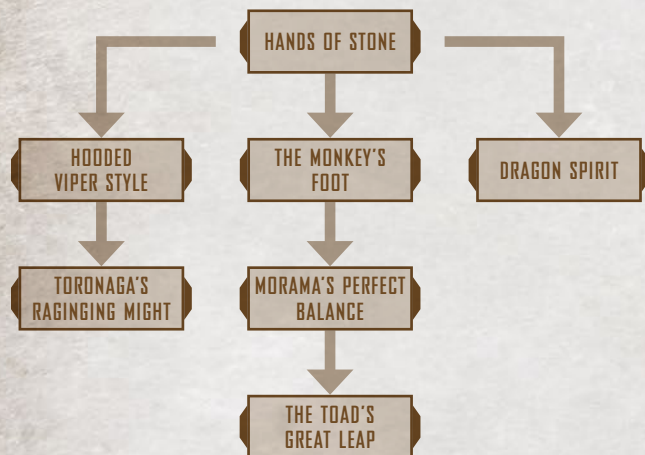 HANDS OF STONE
HOODED
VIPER STYLE
THE MONKEY'S
FOOT
DRAGON SPIRIT
TORONAGA'S
RAGINGING MIGHT
MORAMA'S PERFECT
BALANCE
THE TOAD'S
GREAT LEAP